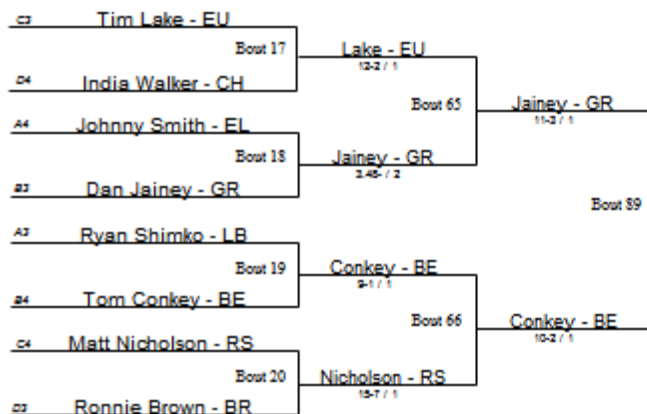 C3 Tim Lake - EU
Bout 17 Lake - EU
12-2 / 1
D4 India Walker - CH
Bout 65 Jainey - GR
11-3 / 1
A4 Johnny Smith - EL
Bout 18 Jainey - GR
3.45- / 2
B3 Dan Jainey - GR
Bout 89
A3 Ryan Shimko - LB
Bout 19 Conkey - BE
9-1 / 1
B4 Tom Conkey - BE
Bout 66 Conkey - BE
10-2 / 1
C4 Matt Nicholson - RS
Bout 20 Nicholson - RS
15-7 / 1
D3 Ronnie Brown - BR